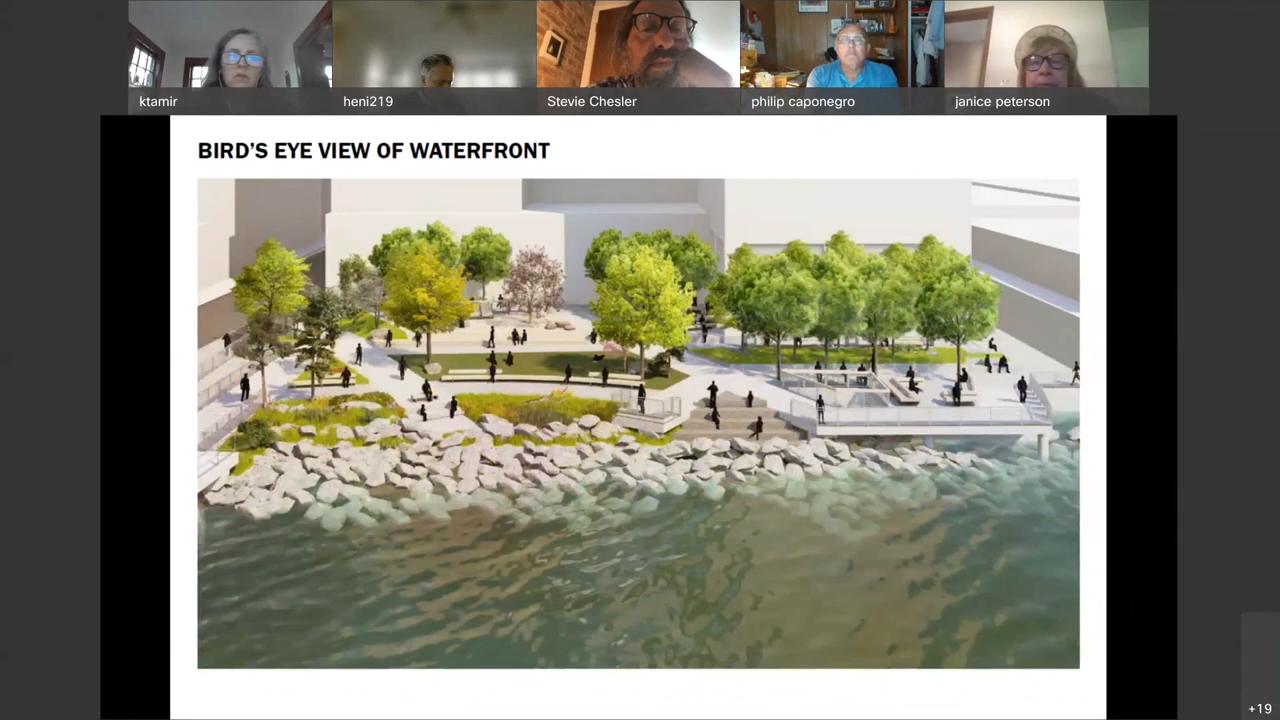 ktamir
heni219
Stevie Chesler
philip caponegro
janice peterson
BIRD'S EYE VIEW OF WATERFRONT
+19